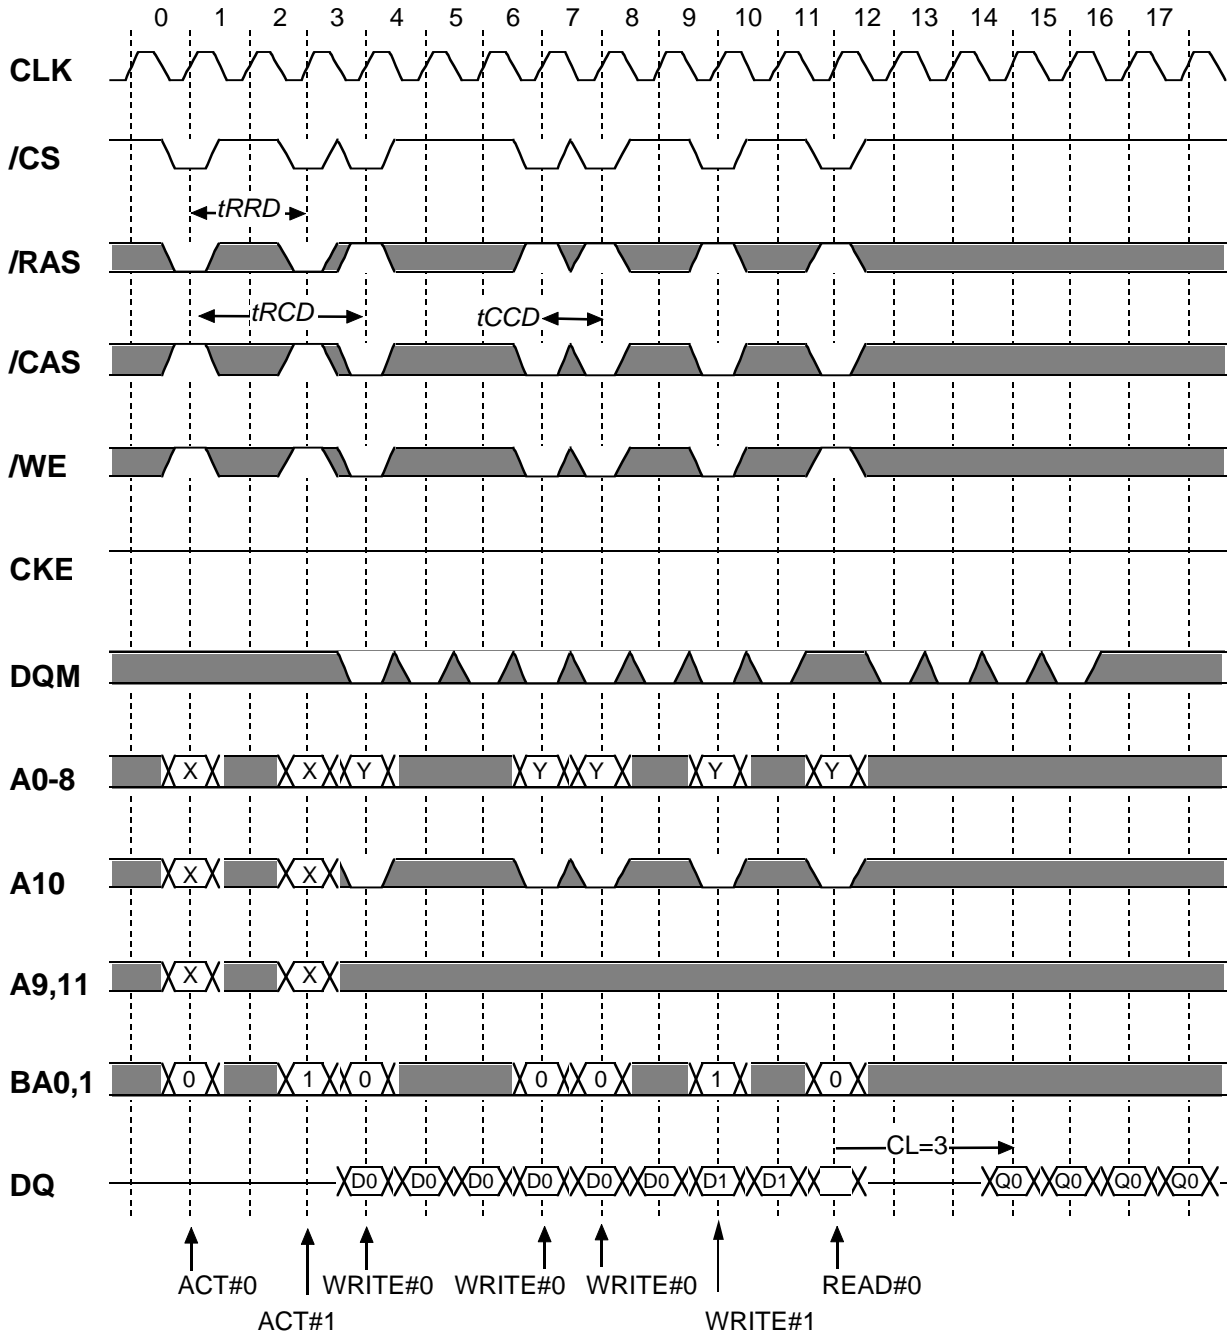 0 1 2 3 4 5 6 7 8 9 10 11 12 13 14 15 16 17
CLK
/CS
tRRD
/RAS
tRCD tCCD
/CAS
/WE
CKE
DQM
A0-8 X X Y Y Y Y Y
A10 X X
A9,11 X X
BA0,1 0 1 0 0 0 1 0
CL=3
DQ D0 D0 D0 D0 D0 D0 D1 D1 Q0 Q0 Q0 Q0
ACT#0 WRITE#0 WRITE#0 WRITE#0 READ#0
ACT#1 WRITE#1